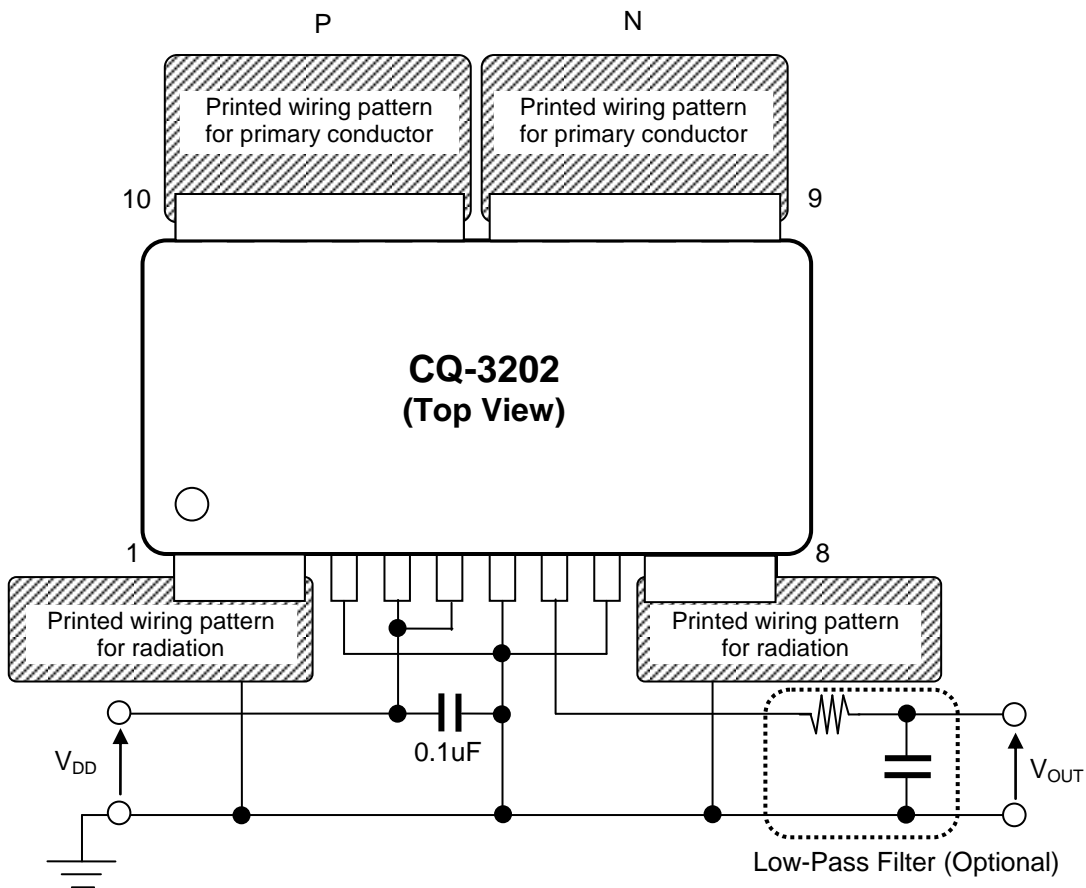 P
N
Printed wiring pattern
for primary conductor
Printed wiring pattern
for primary conductor
10
9
CQ-3202
(Top View)
1
8
Printed wiring pattern
for radiation
Printed wiring pattern
for radiation
0.1uF
VDD
VOUT
Low-Pass Filter (Optional)